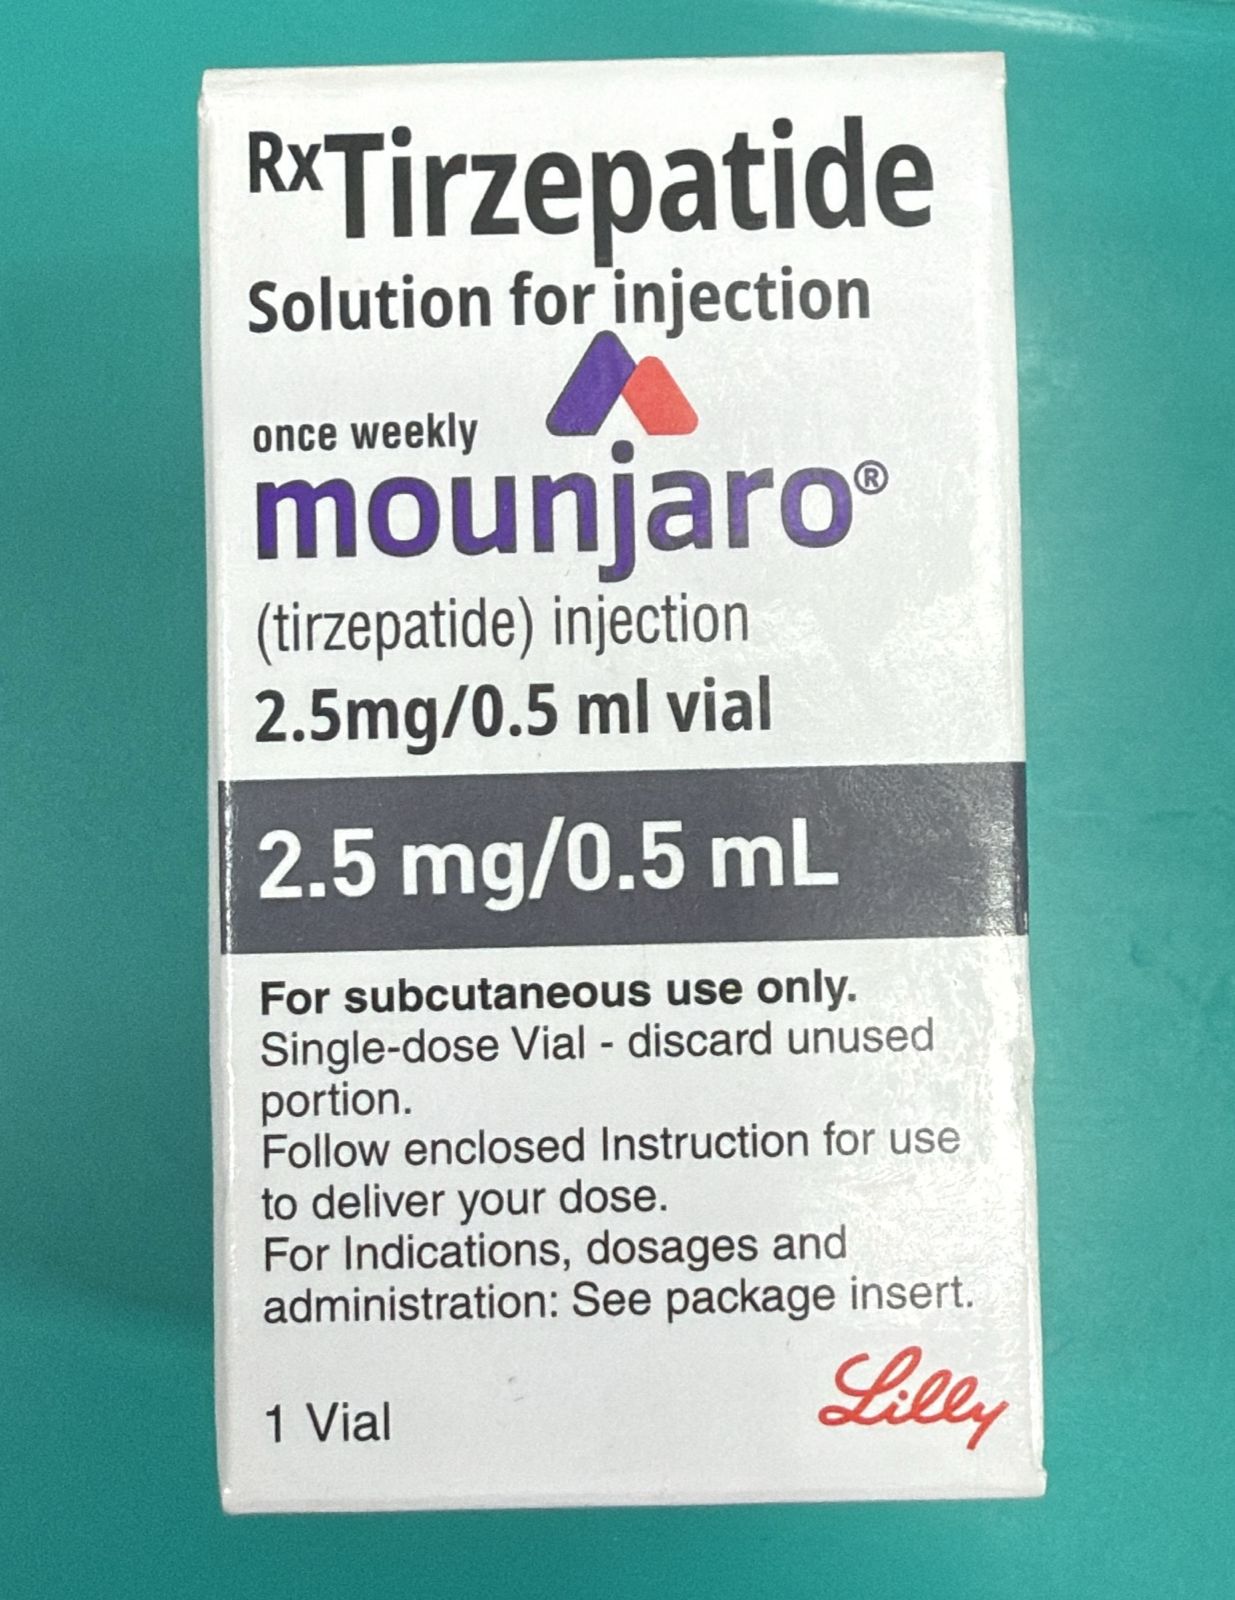 RxTirzepatide
Solution for injection
once weekly
mounjaro®
(tirzepatide) injection
2.5mg/0.5 ml vial
2.5 mg/0.5 mL
For subcutaneous use only.
Single-dose Vial - discard unused
portion.
Follow enclosed Instruction for use
to deliver your dose.
For Indications, dosages and
administration: See package insert.
1 Vial
Lilly